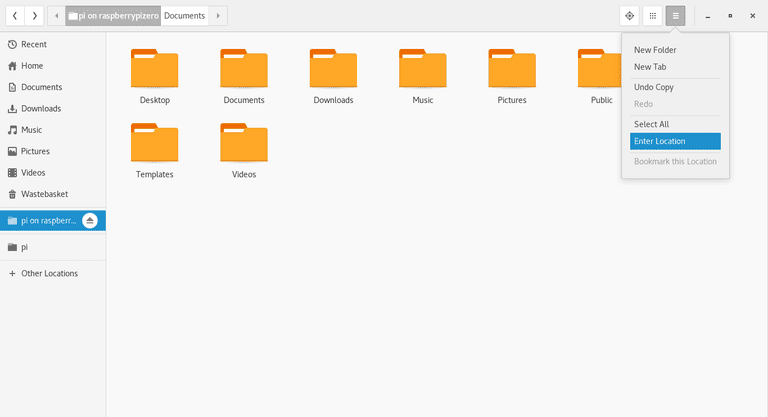 pi on raspberrypizero
Documents
Recent
Home
Documents
Downloads
Music
Pictures
Videos
Wastebasket
pi on raspberr...
pi
Other Locations
Desktop
Documents
Downloads
Music
Pictures
Public
Templates
Videos
New Folder
New Tab
Undo Copy
Redo
Select All
Enter Location
Bookmark this Location